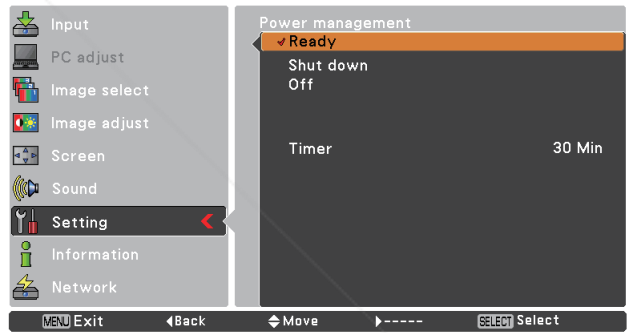 Input
PC adjust
Image select
Image adjust
Screen
Sound
Setting
Information
Network
Power management
Ready
Shut down
Off
Timer 30 Min
MENU Exit Back Move ----- SELECT Select